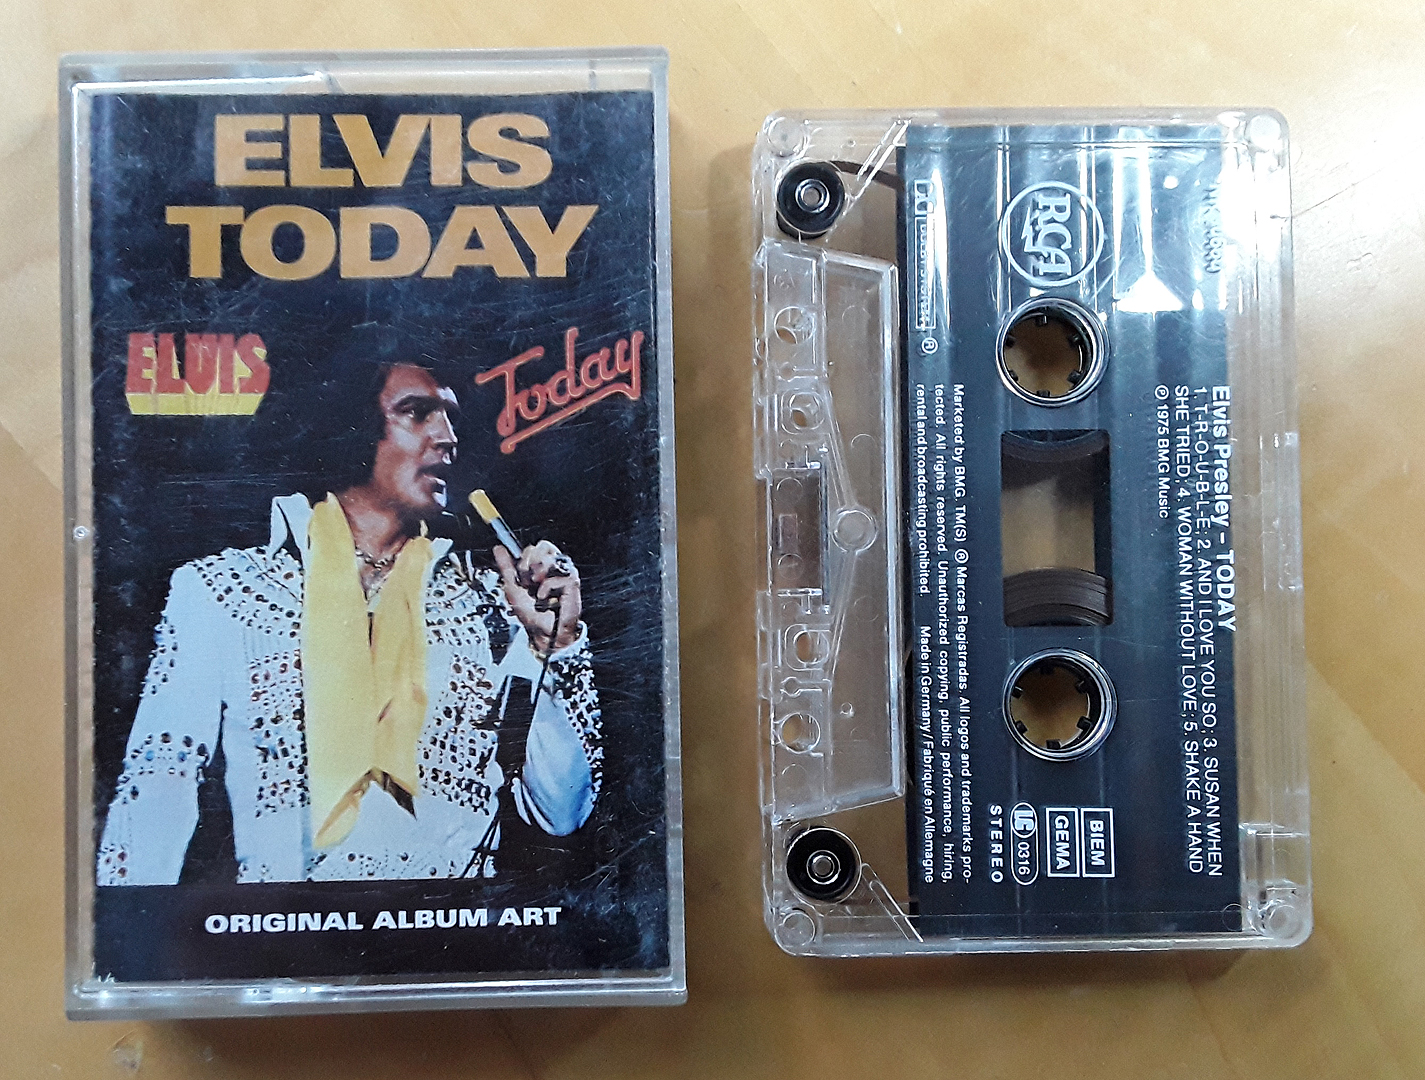 ELVIS
TODAY
ELVIS
Today
ORIGINAL ALBUM ART
RCA
DOLBY SYSTEM ®
Elvis Presley – TODAY
1. T-R-O-U-B-L-E; 2. AND I LOVE YOU SO; 3. SUSAN WHEN
SHE TRIED; 4. WOMAN WITHOUT LOVE; 5. SHAKE A HAND
℗ 1975 BMG Music
BIEM
GEMA
LC 0316
STEREO
Marketed by BMG. TM(S) ® Marcas Registradas. All logos and trademarks pro-
tected. All rights reserved. Unauthorized copying, public performance, hiring,
rental and broadcasting prohibited. Made in Germany / Fabriqué en Allemagne